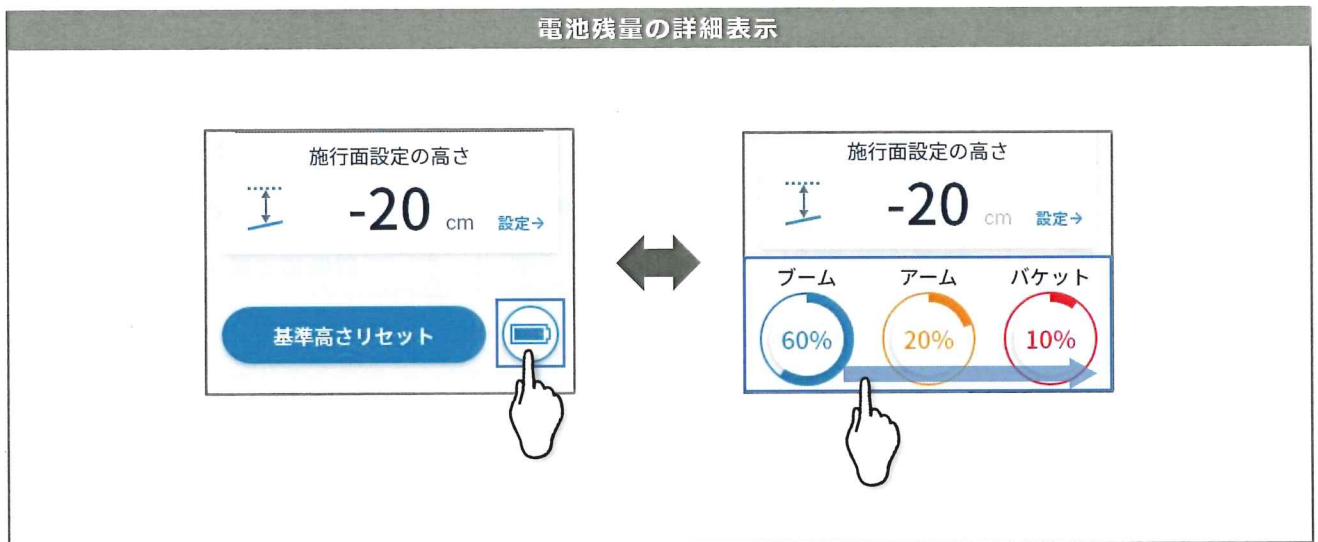 電池残量の詳細表示
施行面設定の高さ
-20 cm 設定→
基準高さリセット
施行面設定の高さ
-20 cm 設定→
ブーム アーム バケット
60% 20% 10%